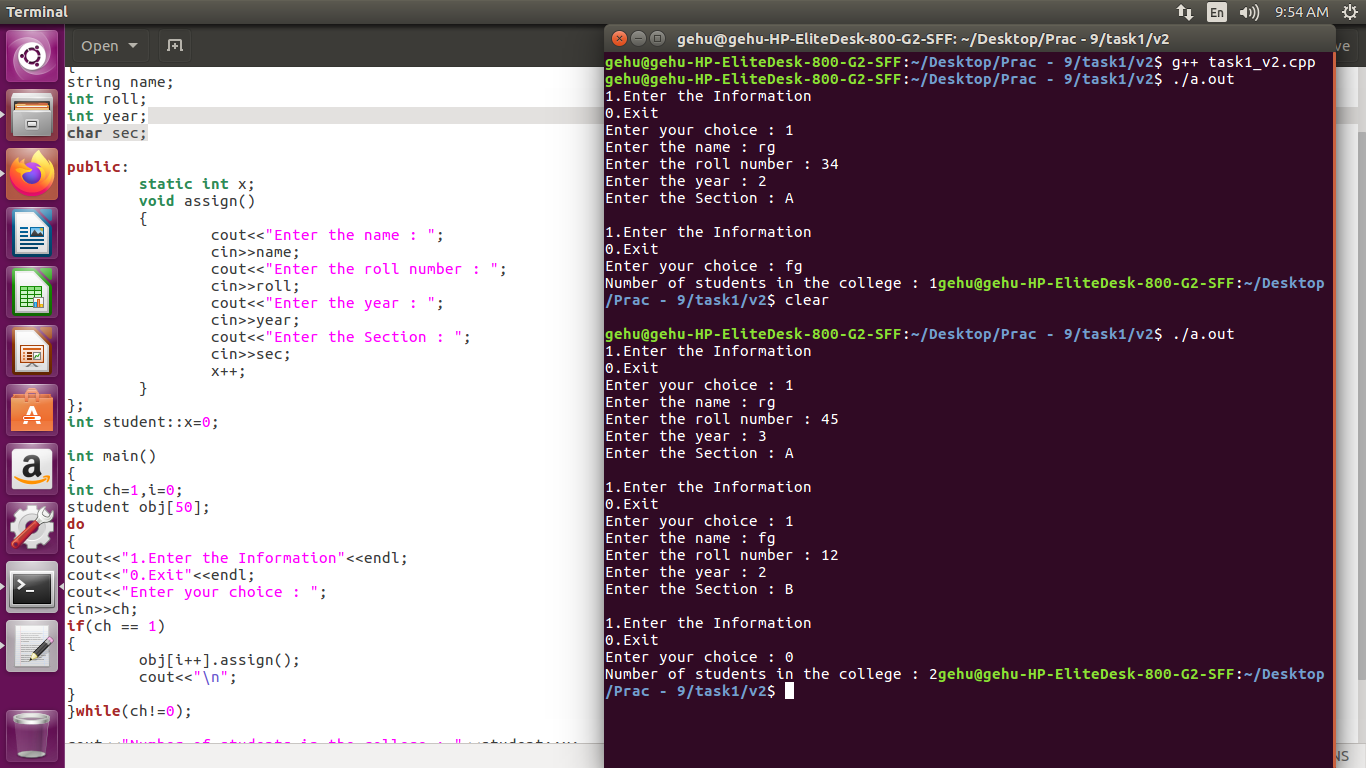 Terminal
En
9:54 AM
Open
{
string name;
int roll;
int year;
char sec;
public:
static int x;
void assign()
{
cout<<"Enter the name : ";
cin>>name;
cout<<"Enter the roll number : ";
cin>>roll;
cout<<"Enter the year : ";
cin>>year;
cout<<"Enter the Section : ";
cin>>sec;
x++;
}
};
int student::x=0;
int main()
{
int ch=1,i=0;
student obj[50];
do
{
cout<<"1.Enter the Information"<<endl;
cout<<"0.Exit"<<endl;
cout<<"Enter your choice : ";
cin>>ch;
if(ch == 1)
{
obj[i++].assign();
cout<<"\n";
}
}while(ch!=0);
gehu@gehu-HP-EliteDesk-800-G2-SFF: ~/Desktop/Prac - 9/task1/v2
gehu@gehu-HP-EliteDesk-800-G2-SFF:~/Desktop/Prac - 9/task1/v2$ g++ task1_v2.cpp
gehu@gehu-HP-EliteDesk-800-G2-SFF:~/Desktop/Prac - 9/task1/v2$ ./a.out
1.Enter the Information
0.Exit
Enter your choice : 1
Enter the name : rg
Enter the roll number : 34
Enter the year : 2
Enter the Section : A
1.Enter the Information
0.Exit
Enter your choice : fg
Number of students in the college : 1gehu@gehu-HP-EliteDesk-800-G2-SFF:~/Desktop
/Prac - 9/task1/v2$ clear
gehu@gehu-HP-EliteDesk-800-G2-SFF:~/Desktop/Prac - 9/task1/v2$ ./a.out
1.Enter the Information
0.Exit
Enter your choice : 1
Enter the name : rg
Enter the roll number : 45
Enter the year : 3
Enter the Section : A
1.Enter the Information
0.Exit
Enter your choice : 1
Enter the name : fg
Enter the roll number : 12
Enter the year : 2
Enter the Section : B
1.Enter the Information
0.Exit
Enter your choice : 0
Number of students in the college : 2gehu@gehu-HP-EliteDesk-800-G2-SFF:~/Desktop
/Prac - 9/task1/v2$